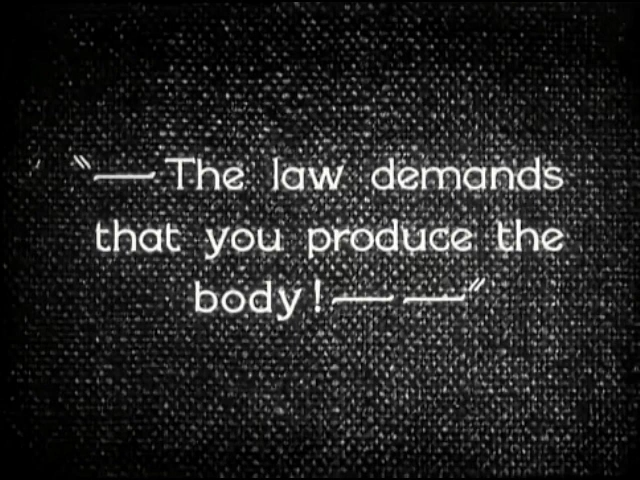 "—The law demands
that you produce the
body!— —"